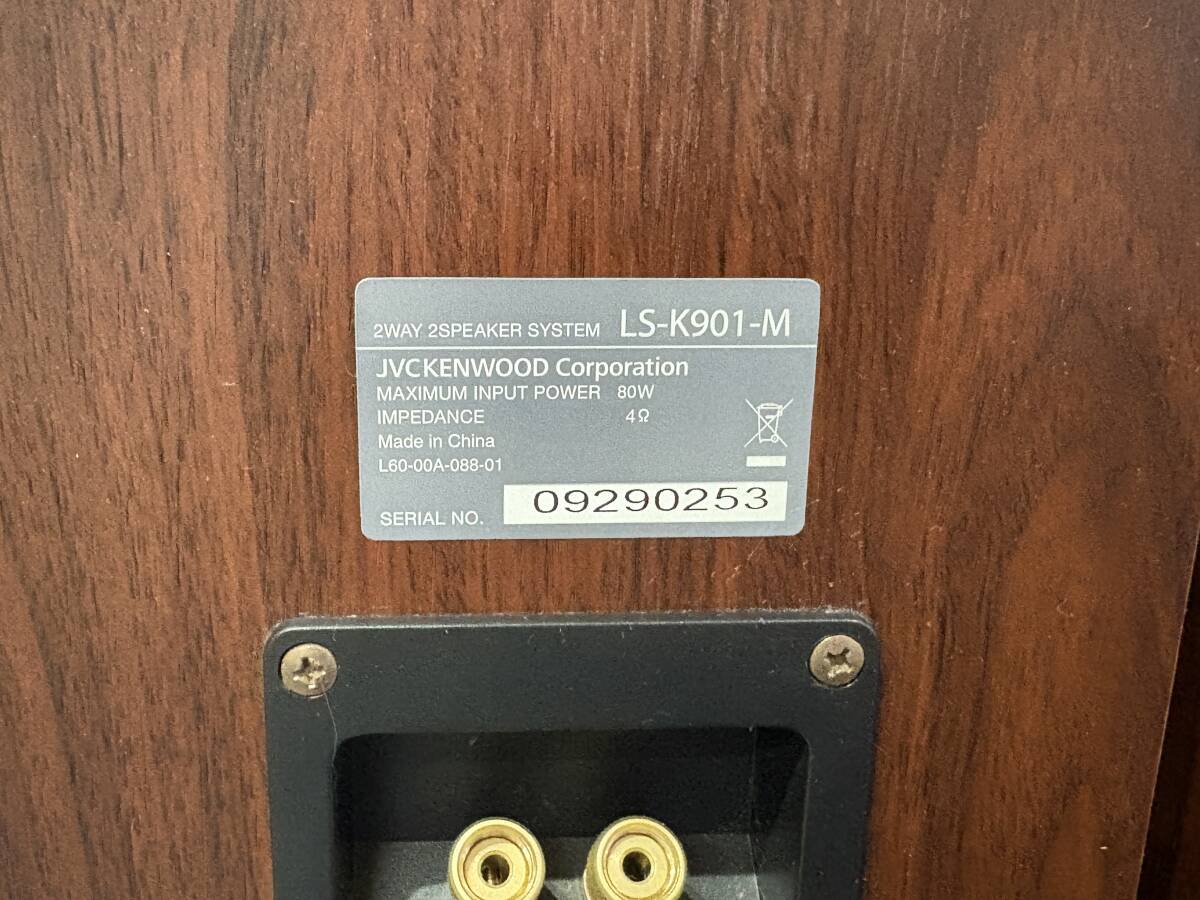 2WAY 2SPEAKER SYSTEM LS-K901-M
JVCKENWOOD Corporation
MAXIMUM INPUT POWER 80W
IMPEDANCE 4Ω
Made in China
L60-00A-088-01
SERIAL NO. 09290253